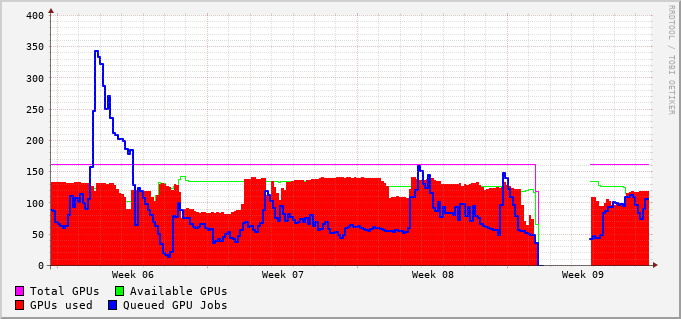 RRDTOOL / TOBI OETIKER
400
350
300
250
200
150
100
50
0
Week 06 Week 07 Week 08 Week 09
Total GPUs Available GPUs
GPUs used Queued GPU Jobs